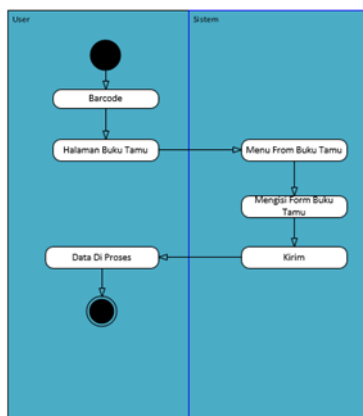 User
Sistem
Barcode
Halaman Buku Tamu
Menu From Buku Tamu
Mengisi Form Buku
Tamu
Data Di Proses
Kirim